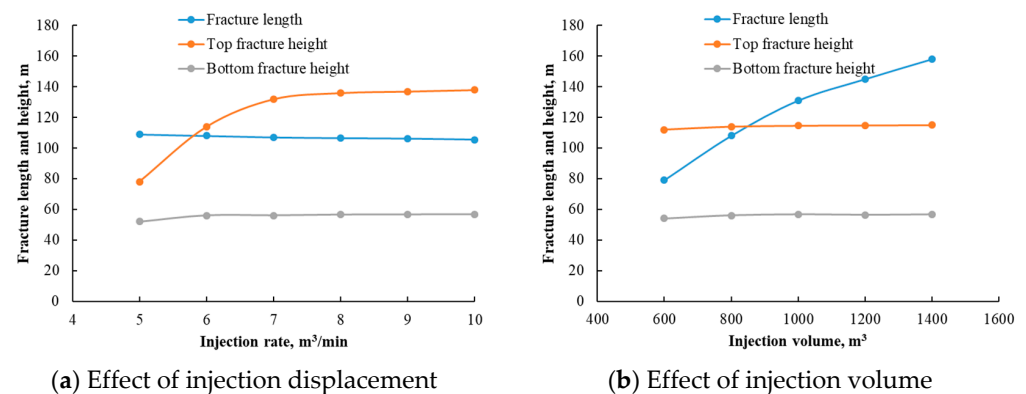 Fracture length and height, m
180
160
140
120
100
80
60
40
20
0
Fracture length
Top fracture height
Bottom fracture height
4 5 6 7 8 9 10
Injection rate, m³/min
(a) Effect of injection displacement
Fracture length and height, m
180
160
140
120
100
80
60
40
20
0
Fracture length
Top fracture height
Bottom fracture height
400 600 800 1000 1200 1400 1600
Injection volume, m³
(b) Effect of injection volume